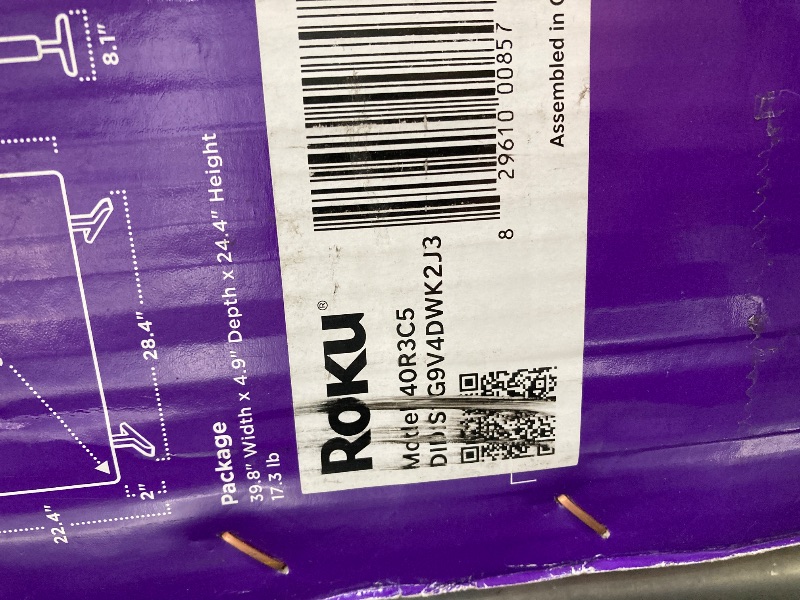 8.1"
28.4"
2"
22.4"
Package
39.8" Width x 4.9" Depth x 24.4" Height
17.3 lb
ROKU®
Model 40R3C5
G9V4DWK2J3
8 29610 00857
Assembled in